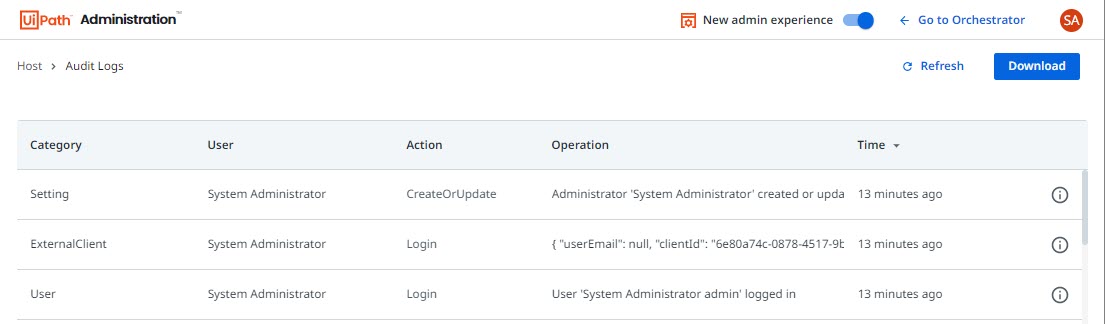 UiPath Administration™ New admin experience Go to Orchestrator SA
Host > Audit Logs Refresh Download
Category User Action Operation Time
Setting System Administrator CreateOrUpdate Administrator 'System Administrator' created or upda 13 minutes ago
ExternalClient System Administrator Login { "userEmail": null, "clientId": "6e80a74c-0878-4517-9b 13 minutes ago
User System Administrator Login User 'System Administrator admin' logged in 13 minutes ago